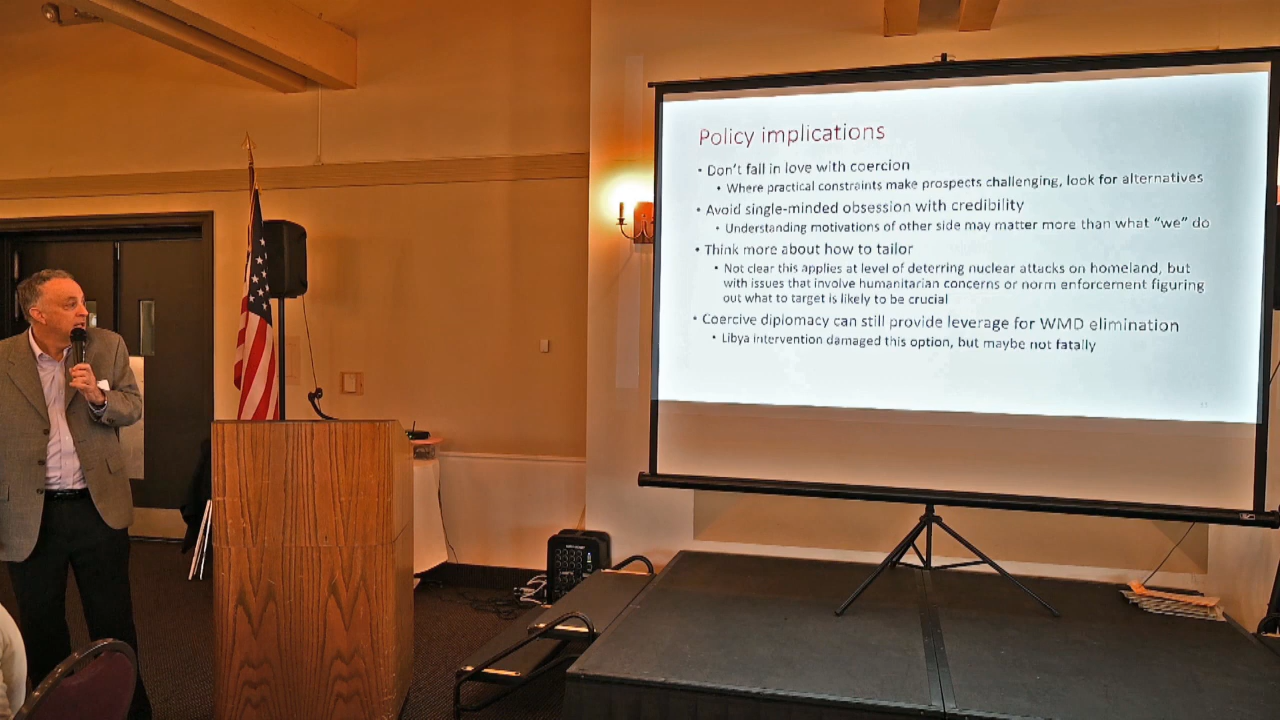 Policy implications
• Don't fall in love with coercion
• Where practical constraints make prospects challenging, look for alternatives
• Avoid single-minded obsession with credibility
• Understanding motivations of other side may matter more than what "we" do
• Think more about how to tailor
• Not clear this applies at level of deterring nuclear attacks on homeland, but
with issues that involve humanitarian concerns or norm enforcement figuring
out what to target is likely to be crucial
• Coercive diplomacy can still provide leverage for WMD elimination
• Libya intervention damaged this option, but maybe not fatally